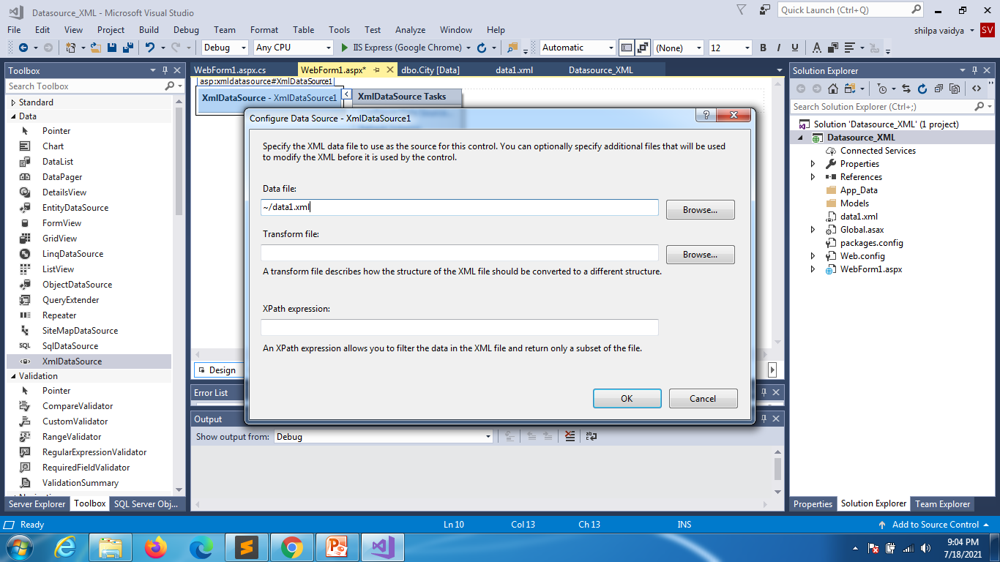 Datasource_XML - Microsoft Visual Studio
Quick Launch (Ctrl+Q)
File Edit View Project Build Debug Team Format Table Tools Test Analyze Window Help
shilpa vaidya SV
Debug Any CPU IIS Express (Google Chrome) Automatic (None) 12 B I U A
Toolbox
Search Toolbox
Standard
Data
Pointer
Chart
DataList
DataPager
DetailsView
EntityDataSource
FormView
GridView
LinqDataSource
ListView
ObjectDataSource
QueryExtender
Repeater
SiteMapDataSource
SQL SqlDataSource
XmlDataSource
Validation
Pointer
CompareValidator
CustomValidator
RangeValidator
RegularExpressionValidator
RequiredFieldValidator
ValidationSummary
Server Explorer Toolbox SQL Server Obj...
WebForm1.aspx.cs WebForm1.aspx* dbo.City [Data] data1.xml Datasource_XML
asp:xmldatasource#XmlDataSource1
XmlDataSource - XmlDataSource1
XmlDataSource Tasks
Configure Data Source - XmlDataSource1
Specify the XML data file to use as the source for this control. You can optionally specify additional files that will be used
to modify the XML before it is used by the control.
Data file:
~/data1.xml
Browse...
Transform file:
Browse...
A transform file describes how the structure of the XML file should be converted to a different structure.
XPath expression:
An XPath expression allows you to filter the data in the XML file and return only a subset of the file.
OK Cancel
Design
Error List
Output
Show output from: Debug
Solution Explorer
Search Solution Explorer (Ctrl+;)
Solution 'Datasource_XML' (1 project)
Datasource_XML
Connected Services
Properties
References
App_Data
Models
data1.xml
Global.asax
packages.config
Web.config
WebForm1.aspx
Properties Solution Explorer Team Explorer
Ready Ln 10 Col 13 Ch 13 INS Add to Source Control
9:04 PM
7/18/2021